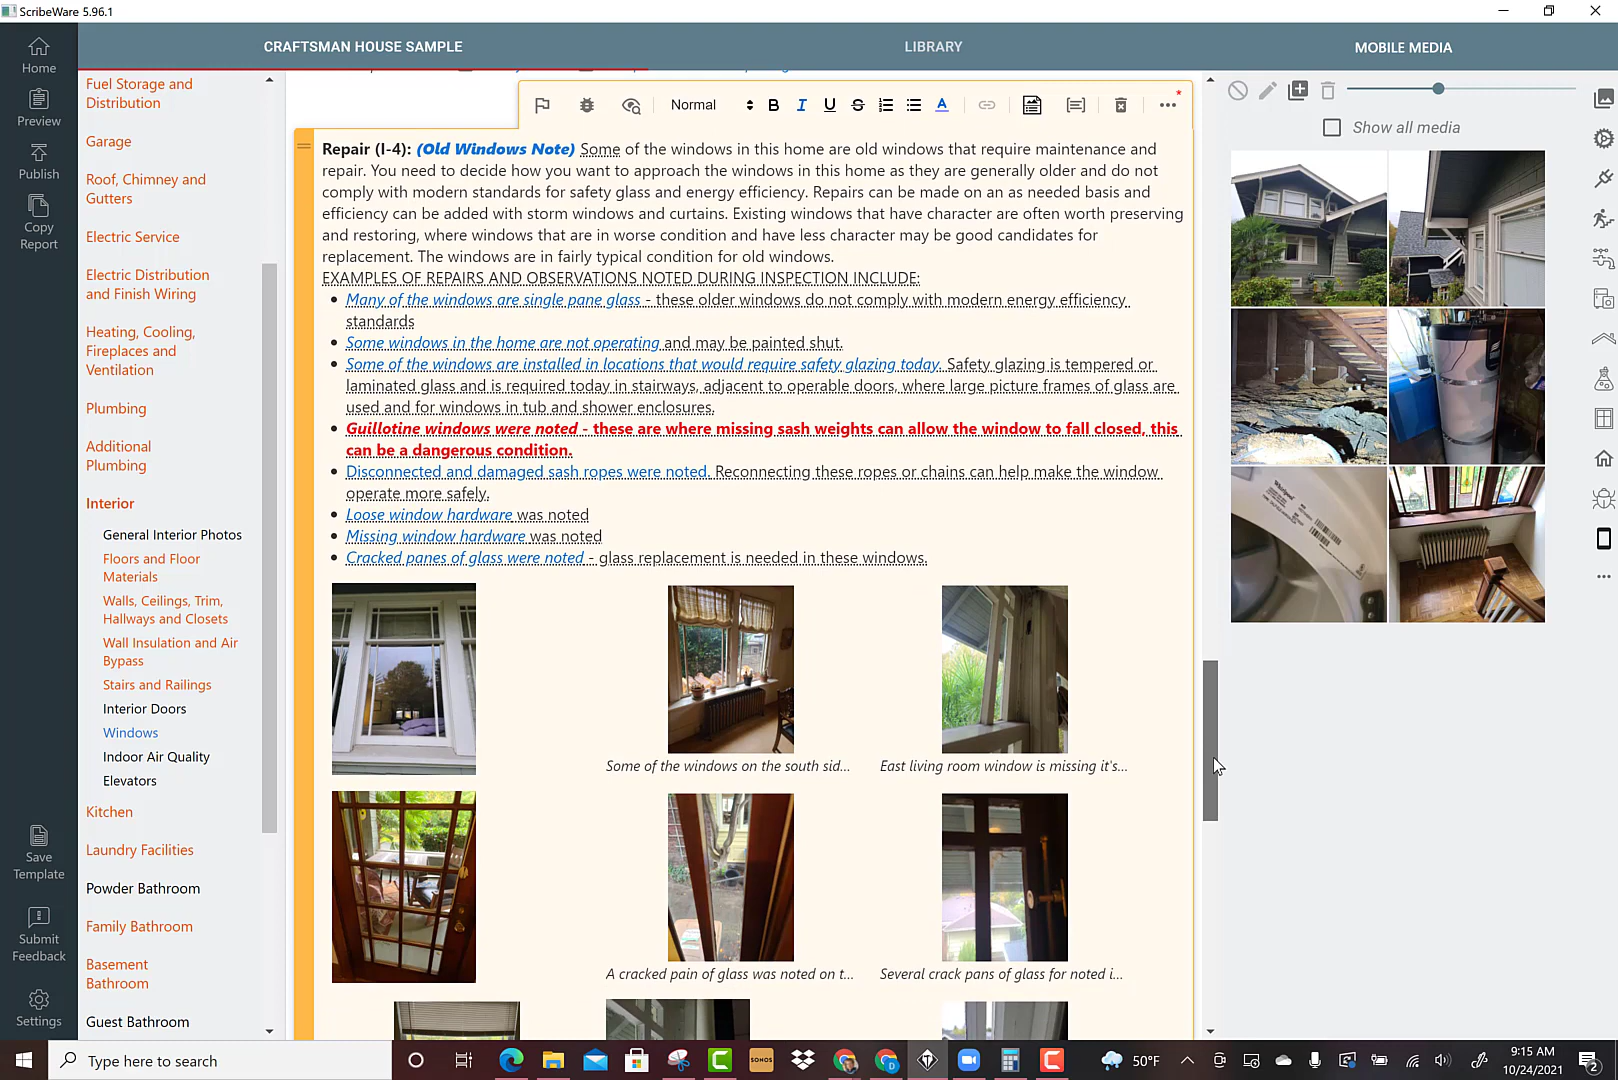 ScribeWare 5.96.1
CRAFTSMAN HOUSE SAMPLE
LIBRARY
MOBILE MEDIA
Home
Preview
Publish
Copy
Report
Save
Template
Submit
Feedback
Settings
Fuel Storage and
Distribution
Garage
Roof, Chimney and
Gutters
Electric Service
Electric Distribution
and Finish Wiring
Heating, Cooling,
Fireplaces and
Ventilation
Plumbing
Additional
Plumbing
Interior
General Interior Photos
Floors and Floor
Materials
Walls, Ceilings, Trim,
Hallways and Closets
Wall Insulation and Air
Bypass
Stairs and Railings
Interior Doors
Windows
Indoor Air Quality
Elevators
Kitchen
Laundry Facilities
Powder Bathroom
Family Bathroom
Basement
Bathroom
Guest Bathroom
Normal B I U S A
Repair (I-4): (Old Windows Note) Some of the windows in this home are old windows that require maintenance and
repair. You need to decide how you want to approach the windows in this home as they are generally older and do not
comply with modern standards for safety glass and energy efficiency. Repairs can be made on an as needed basis and
efficiency can be added with storm windows and curtains. Existing windows that have character are often worth preserving
and restoring, where windows that are in worse condition and have less character may be good candidates for
replacement. The windows are in fairly typical condition for old windows.
EXAMPLES OF REPAIRS AND OBSERVATIONS NOTED DURING INSPECTION INCLUDE:
• Many of the windows are single pane glass - these older windows do not comply with modern energy efficiency
standards
• Some windows in the home are not operating and may be painted shut.
• Some of the windows are installed in locations that would require safety glazing today. Safety glazing is tempered or
laminated glass and is required today in stairways, adjacent to operable doors, where large picture frames of glass are
used and for windows in tub and shower enclosures.
• Guillotine windows were noted - these are where missing sash weights can allow the window to fall closed, this
can be a dangerous condition.
• Disconnected and damaged sash ropes were noted. Reconnecting these ropes or chains can help make the window
operate more safely.
• Loose window hardware was noted
• Missing window hardware was noted
• Cracked panes of glass were noted - glass replacement is needed in these windows.
Some of the windows on the south sid...
East living room window is missing it's...
A cracked pain of glass was noted on t...
Several crack pans of glass for noted i...
Show all media
Whirlpool
Type here to search
SONOS
50°F
9:15 AM
10/24/2021
2